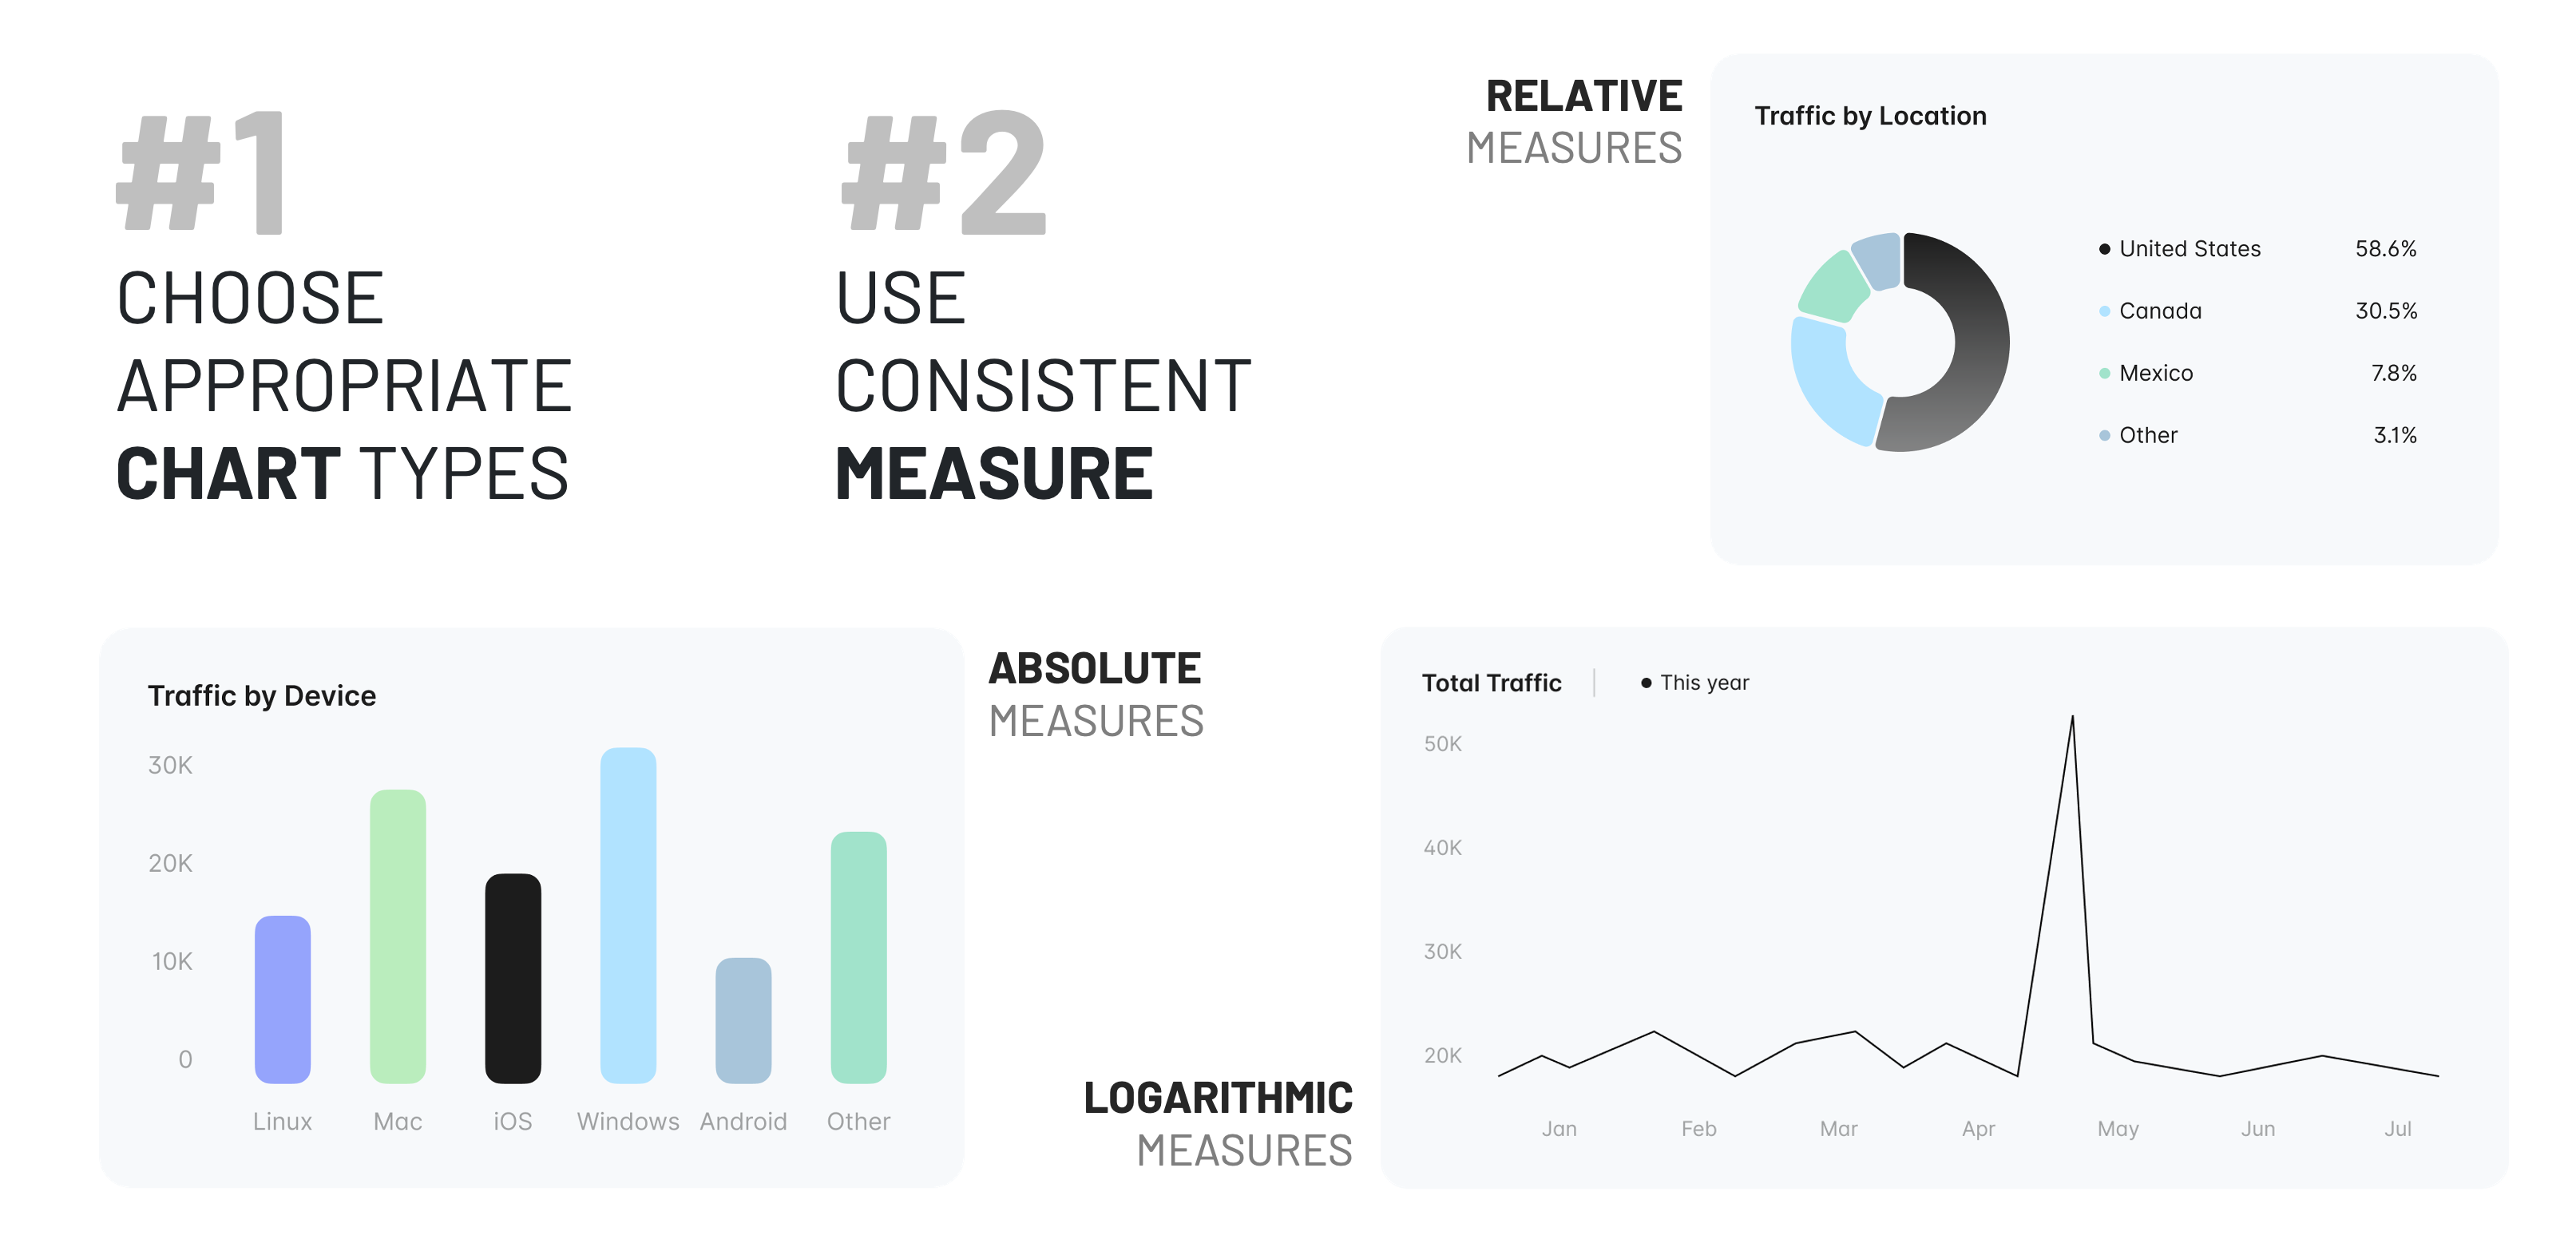 #1
CHOOSE
APPROPRIATE
CHART TYPES
#2
USE
CONSISTENT
MEASURE
RELATIVE
MEASURES
Traffic by Location
United States 58.6%
Canada 30.5%
Mexico 7.8%
Other 3.1%
Traffic by Device
30K
20K
10K
0
Linux Mac iOS Windows Android Other
ABSOLUTE
MEASURES
LOGARITHMIC
MEASURES
Total Traffic This year
50K
40K
30K
20K
Jan Feb Mar Apr May Jun Jul